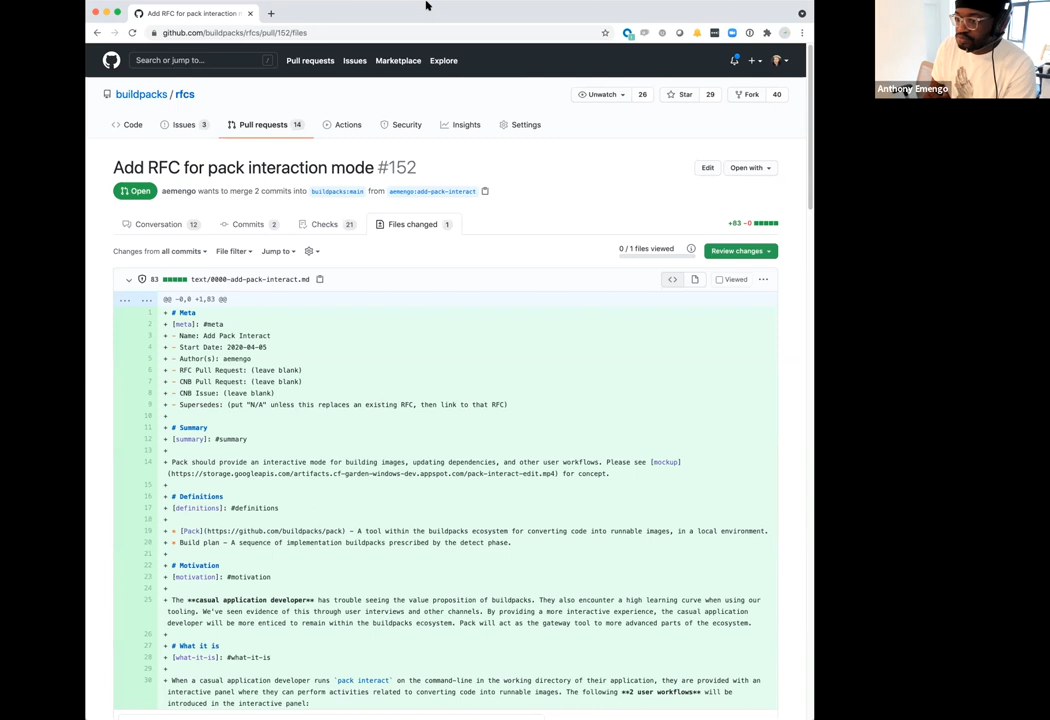 Add RFC for pack interaction m
github.com/buildpacks/rfcs/pull/152/files
Search or jump to...
/
Pull requests
Issues
Marketplace
Explore
buildpacks / rfcs
Unwatch
26
Star
29
Fork
40
Code
Issues 3
Pull requests 14
Actions
Security
Insights
Settings
Add RFC for pack interaction mode #152
Edit
Open with
Open
aemengo wants to merge 2 commits into buildpacks:main from aemengo:add-pack-interact
Conversation 12
Commits 2
Checks 21
Files changed 1
+83 −0
Changes from all commits
File filter
Jump to
0 / 1 files viewed
Review changes
83
text/0000-add-pack-interact.md
Viewed
@@ -0,0 +1,83 @@
1 + # Meta
2 + [meta]: #meta
3 + - Name: Add Pack Interact
4 + - Start Date: 2020-04-05
5 + - Author(s): aemengo
6 + - RFC Pull Request: (leave blank)
7 + - CNB Pull Request: (leave blank)
8 + - CNB Issue: (leave blank)
9 + - Supersedes: (put "N/A" unless this replaces an existing RFC, then link to that RFC)
10 +
11 + # Summary
12 + [summary]: #summary
13 +
14 + Pack should provide an interactive mode for building images, updating dependencies, and other user workflows. Please see [mockup]
(https://storage.googleapis.com/artifacts.cf-garden-windows-dev.appspot.com/pack-interact-edit.mp4) for concept.
15 +
16 + # Definitions
17 + [definitions]: #definitions
18 +
19 + * [Pack](https://github.com/buildpacks/pack) - A tool within the buildpacks ecosystem for converting code into runnable images, in a local environment.
20 + * Build plan - A sequence of implementation buildpacks prescribed by the detect phase.
21 +
22 + # Motivation
23 + [motivation]: #motivation
24 +
25 + The **casual application developer** has trouble seeing the value proposition of buildpacks. They also encounter a high learning curve when using our
tooling. We've seen evidence of this through user interviews and other channels. By providing a more interactive experience, the casual application
developer will be more enticed to remain within the buildpacks ecosystem. Pack will act as the gateway tool to more advanced parts of the ecosystem.
26 +
27 + # What it is
28 + [what-it-is]: #what-it-is
29 +
30 + When a casual application developer runs `pack interact` on the command-line in the working directory of their application, they are provided with an
interactive panel where they can perform activities related to converting code into runnable images. The following **2 user workflows** will be
introduced in the interactive panel:
Anthony Emengo